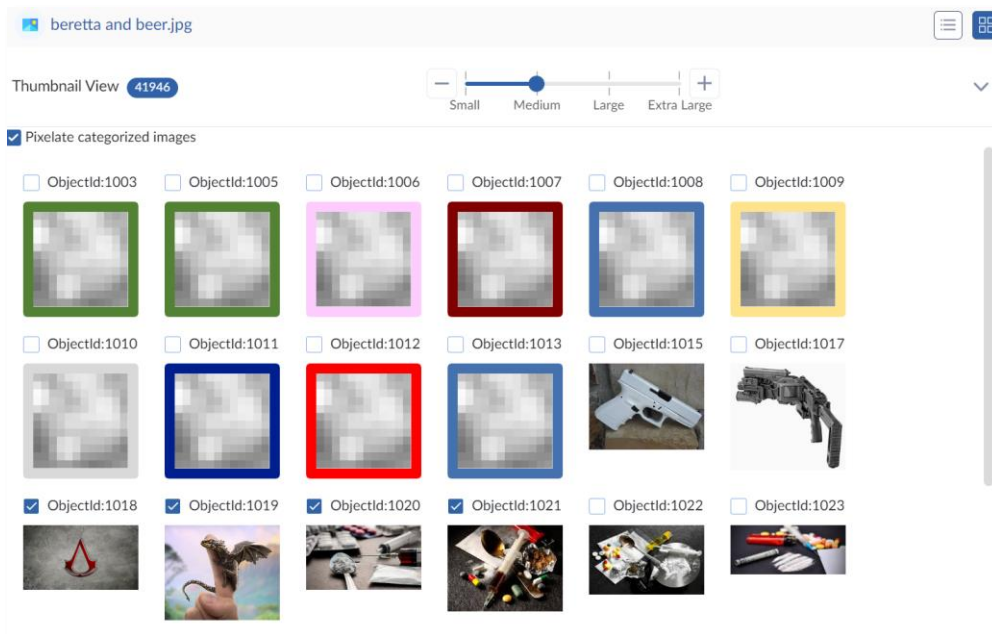 beretta and beer.jpg
Thumbnail View 41946
Small Medium Large Extra Large
Pixelate categorized images
ObjectId:1003 ObjectId:1005 ObjectId:1006 ObjectId:1007 ObjectId:1008 ObjectId:1009
ObjectId:1010 ObjectId:1011 ObjectId:1012 ObjectId:1013 ObjectId:1015 ObjectId:1017
ObjectId:1018 ObjectId:1019 ObjectId:1020 ObjectId:1021 ObjectId:1022 ObjectId:1023